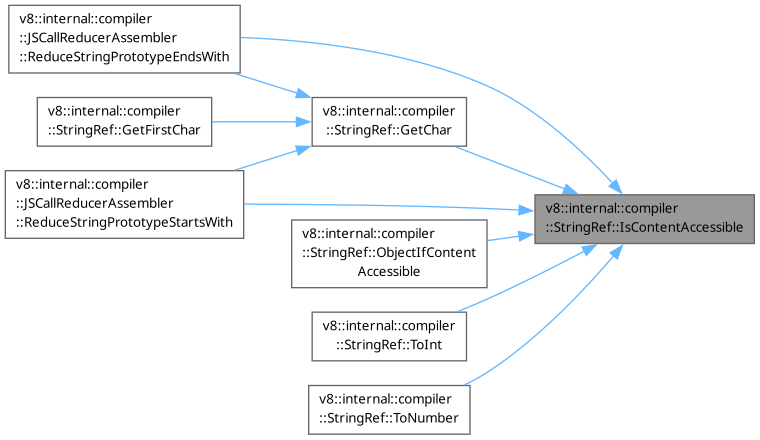 v8::internal::compiler
::JSCallReducerAssembler
::ReduceStringPrototypeEndsWith
v8::internal::compiler
::StringRef::GetFirstChar
v8::internal::compiler
::StringRef::GetChar
v8::internal::compiler
::JSCallReducerAssembler
::ReduceStringPrototypeStartsWith
v8::internal::compiler
::StringRef::IsContentAccessible
v8::internal::compiler
::StringRef::ObjectIfContent
Accessible
v8::internal::compiler
::StringRef::ToInt
v8::internal::compiler
::StringRef::ToNumber